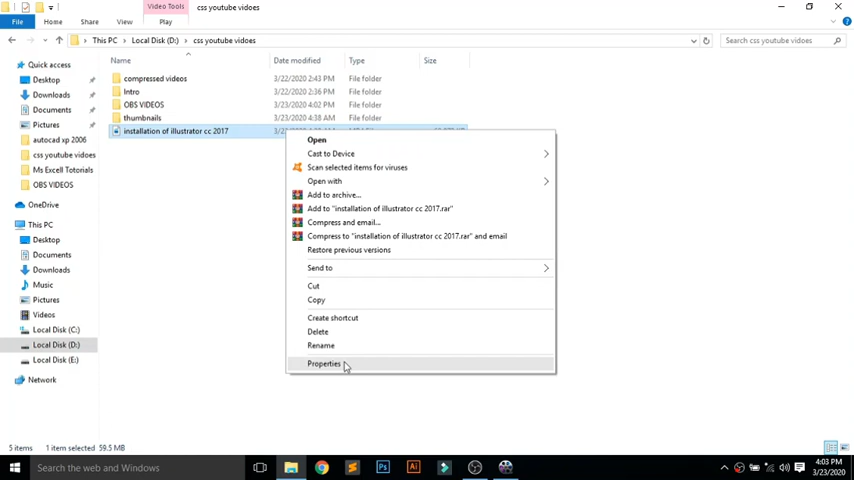 Video Tools
css youtube vidoes
File
Home
Share
View
Play
This PC
Local Disk (D:)
css youtube vidoes
Search css youtube vidoes
Name
Date modified
Type
Size
Quick access
Desktop
Downloads
Documents
Pictures
autocad xp 2006
css youtube vidoes
Ms Excell Tutorials
OBS VIDEOS
OneDrive
This PC
Desktop
Documents
Downloads
Music
Pictures
Videos
Local Disk (C:)
Local Disk (D:)
Local Disk (E:)
Network
compressed videos
3/22/2020 2:43 PM
File folder
Intro
3/22/2020 2:36 PM
File folder
OBS VIDEOS
3/23/2020 4:02 PM
File folder
thumbnails
3/23/2020 4:38 AM
File folder
installation of illustrator cc 2017
Open
Cast to Device
Scan selected items for viruses
Open with
Add to archive...
Add to "installation of illustrator cc 2017.rar"
Compress and email...
Compress to "installation of illustrator cc 2017.rar" and email
Restore previous versions
Send to
Cut
Copy
Create shortcut
Delete
Rename
Properties
5 items
1 item selected 59.5 MB
Search the web and Windows
Ps
Ai
4:03 PM
3/23/2020